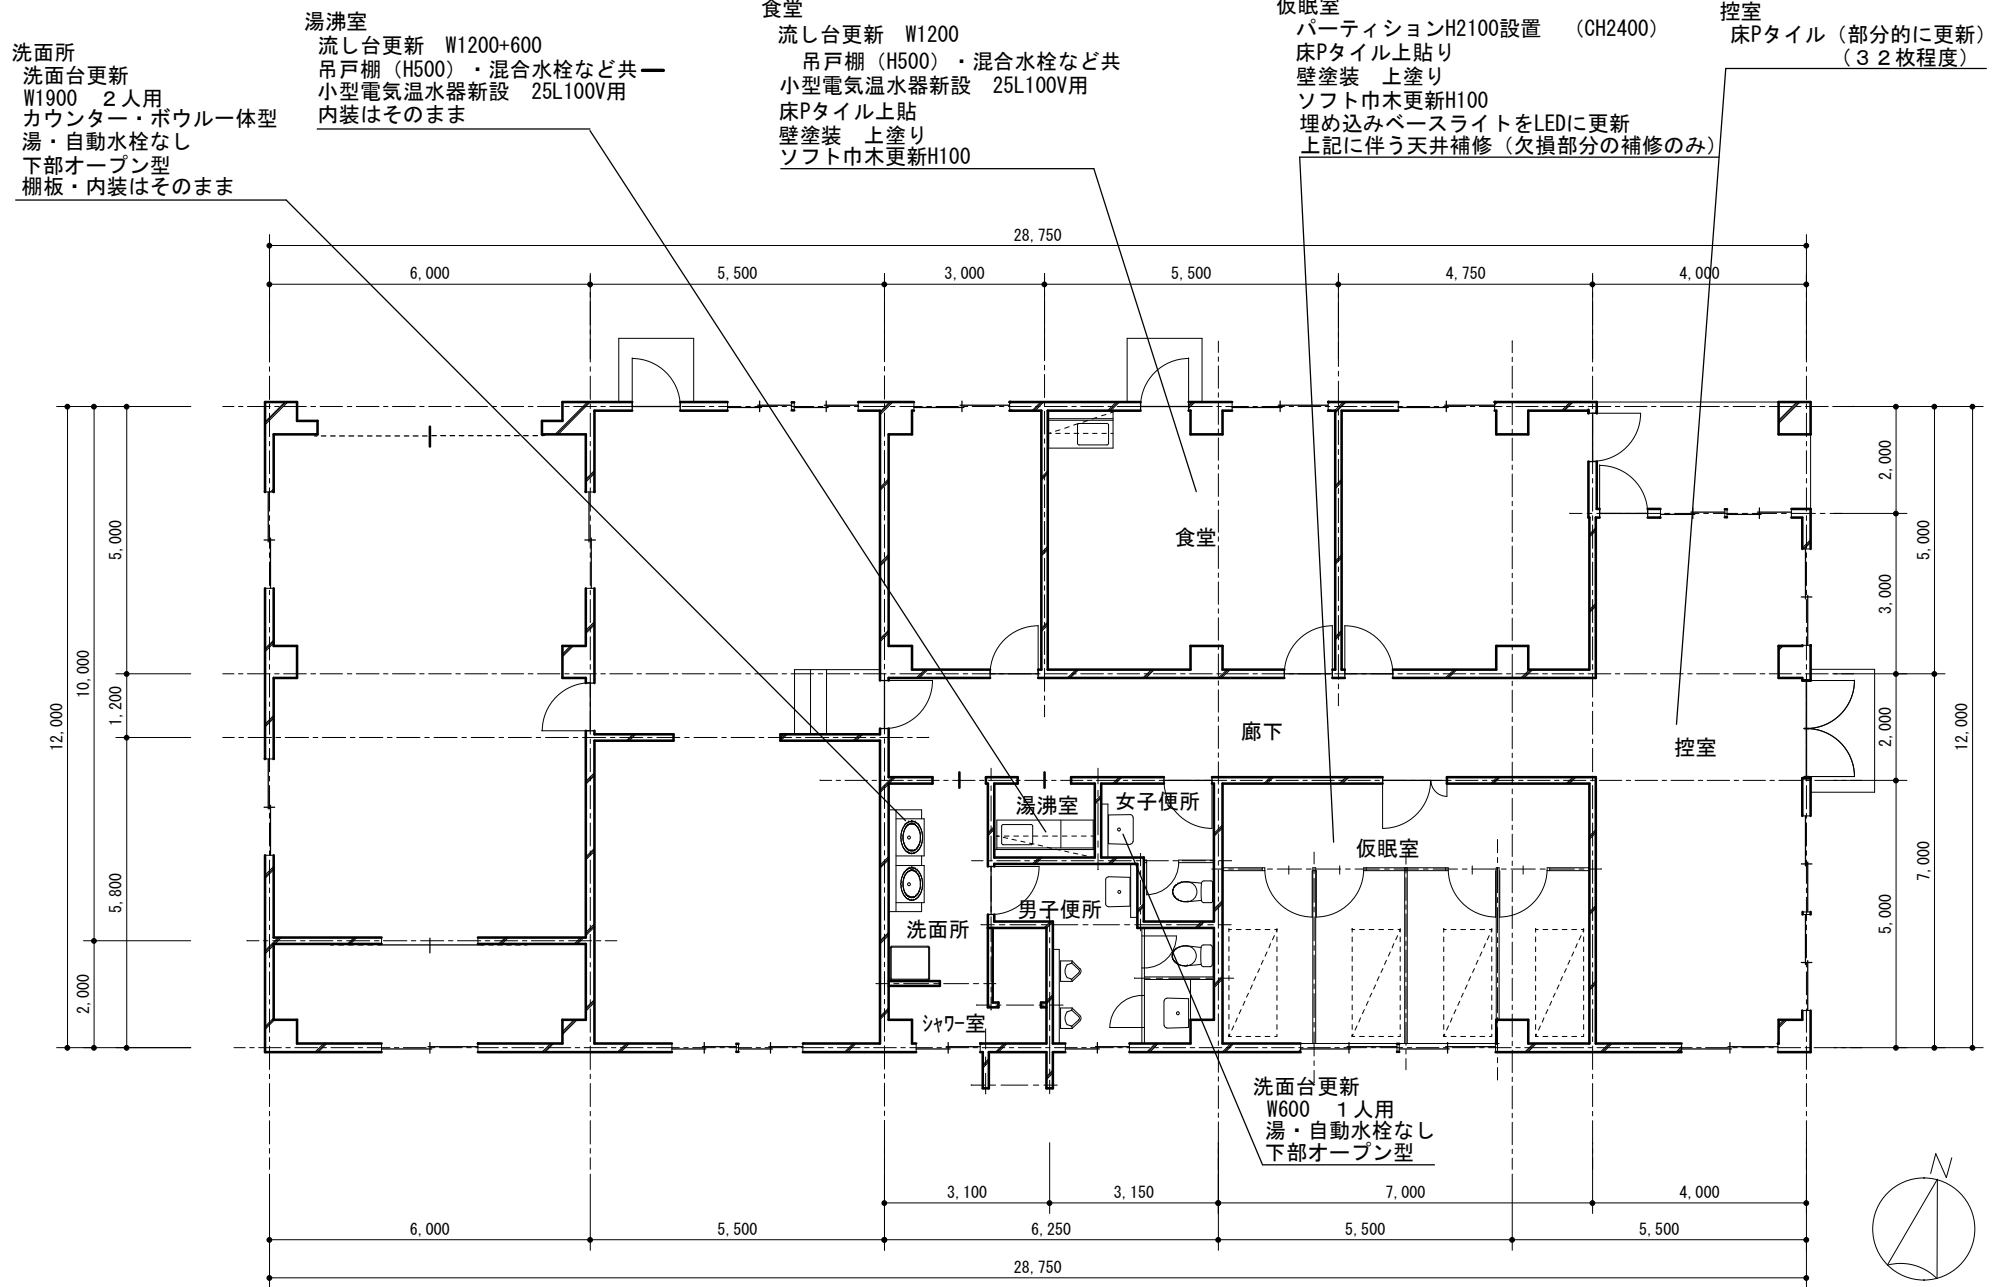 洗面所
洗面台更新
W1900　２人用
カウンター・ボウル一体型
湯・自動水栓なし
下部オープン型
棚板・内装はそのまま
湯沸室
流し台更新　W1200+600
吊戸棚（H500）・混合水栓など共
小型電気温水器新設　25L100V用
内装はそのまま
食堂
流し台更新　W1200
吊戸棚（H500）・混合水栓など共
小型電気温水器新設　25L100V用
床Pタイル上貼
壁塗装　上塗り
ソフト巾木更新H100
仮眠室
パーティションH2100設置　（CH2400）
床Pタイル上貼り
壁塗装　上塗り
ソフト巾木更新H100
埋め込みベースライトをLEDに更新
上記に伴う天井補修（欠損部分の補修のみ）
控室
床Pタイル（部分的に更新）
（３２枚程度）
28,750
6,000
5,500
3,000
5,500
4,750
4,000
12,000
10,000
2,000
5,000
1,200
5,800
2,000
3,000
2,000
5,000
5,000
7,000
12,000
食堂
廊下
控室
湯沸室
女子便所
仮眠室
男子便所
洗面所
シャワー室
洗面台更新
W600　１人用
湯・自動水栓なし
下部オープン型
3,100
3,150
7,000
4,000
6,000
5,500
6,250
5,500
5,500
28,750
N